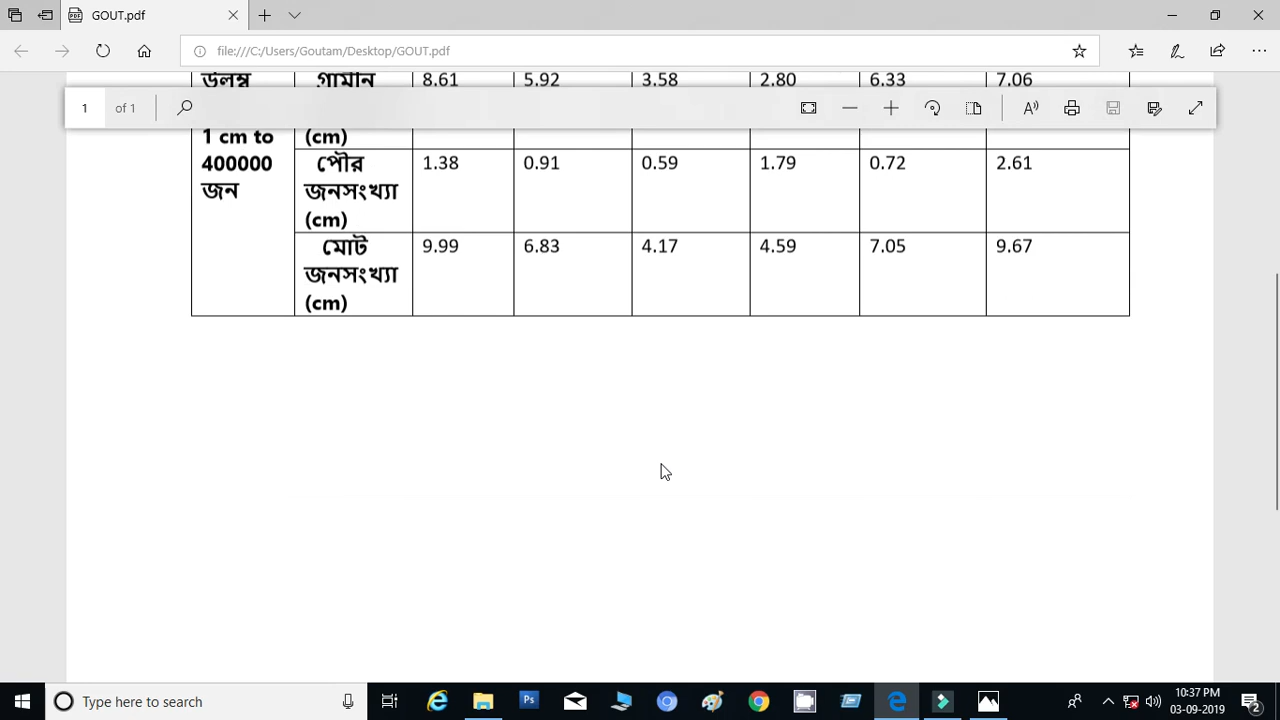 GOUT.pdf
file:///C:/Users/Goutam/Desktop/GOUT.pdf
উলম্ব গ্রামীন 8.61 5.92 3.58 2.80 6.33 7.06
1 of 1
1 cm to (cm)
400000 পৌর 1.38 0.91 0.59 1.79 0.72 2.61
জন জনসংখ্যা
(cm)
মোট 9.99 6.83 4.17 4.59 7.05 9.67
জনসংখ্যা
(cm)
Type here to search
10:37 PM
03-09-2019
2